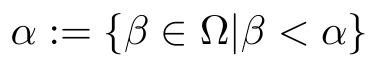 α := {β ∈ Ω|β < α}